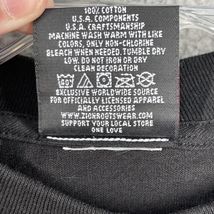 100% COTTON
U.S.A. COMPONENTS
U.S.A. CRAFTSMANSHIP
MACHINE WASH WARM WITH LIKE
COLORS, ONLY NON-CHLORINE
BLEACH WHEN NEEDED, TUMBLE DRY
LOW, DO NOT IRON OR DRY
CLEAN DECORATION
EXCLUSIVE WORLDWIDE SOURCE
FOR OFFICIALLY LICENSED APPAREL
AND ACCESSORIES
WWW.ZIONROOTSWEAR.COM
SUPPORT YOUR LOCAL STORE
ONE LOVE